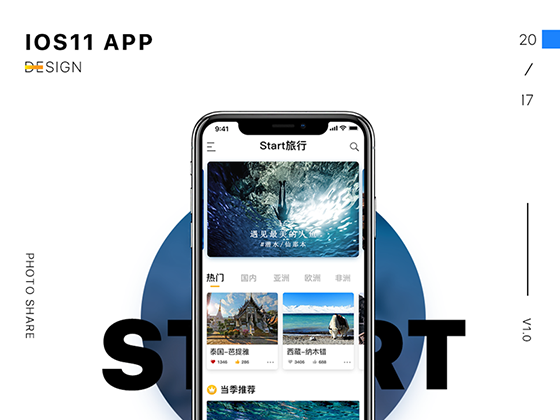 IOS11 APP
DESIGN
20
/
17
9:41
Start旅行
遇见最美的人鱼
#潜水/仙那本
热门 国内 亚洲 欧洲 非洲
泰国-芭提雅
1346 286
西藏-纳木错
3406 698
当季推荐
START
PHOTO SHARE
V1.0